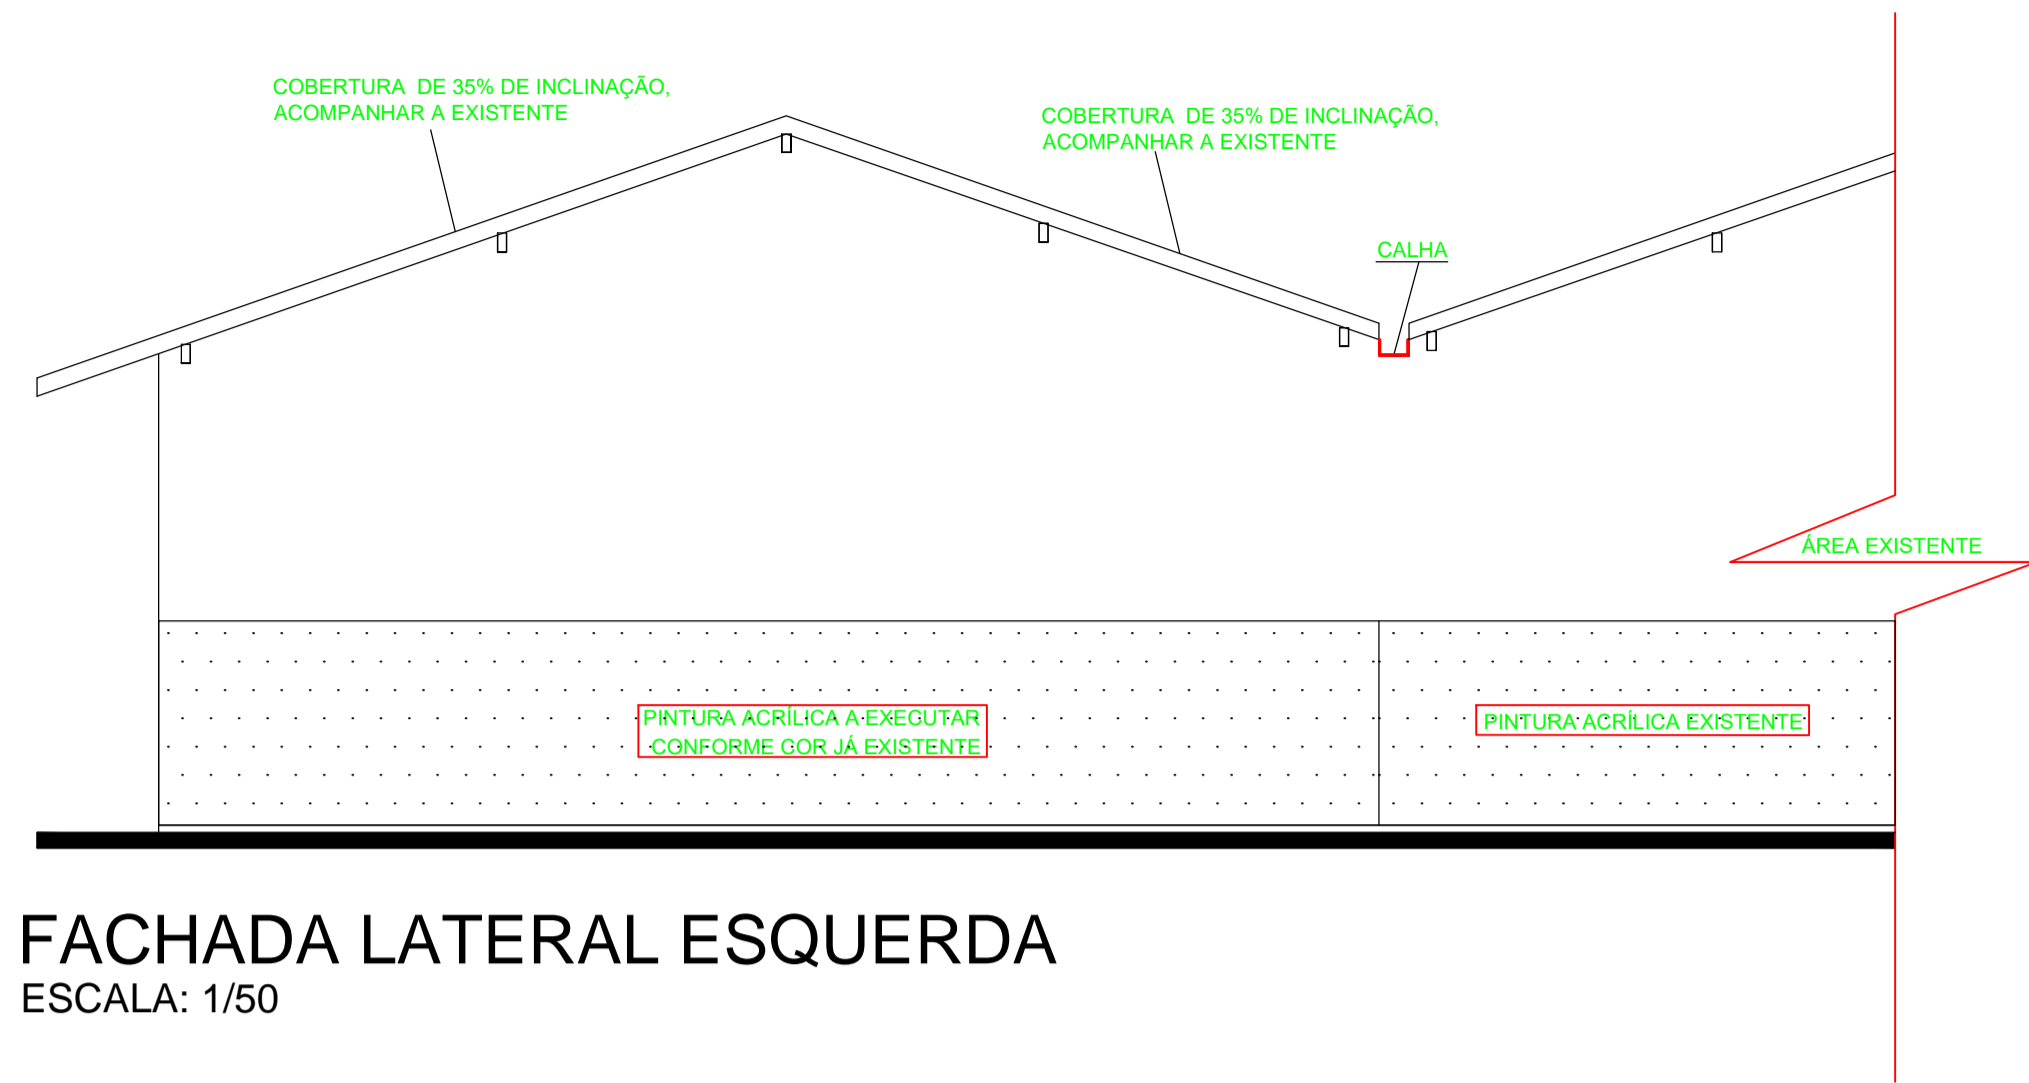 COBERTURA DE 35% DE INCLINAÇÃO,
ACOMPANHAR A EXISTENTE
COBERTURA DE 35% DE INCLINAÇÃO,
ACOMPANHAR A EXISTENTE
CALHA
ÁREA EXISTENTE
PINTURA ACRÍLICA A EXECUTAR
CONFORME COR JÁ EXISTENTE
PINTURA ACRÍLICA EXISTENTE
FACHADA LATERAL ESQUERDA
ESCALA: 1/50